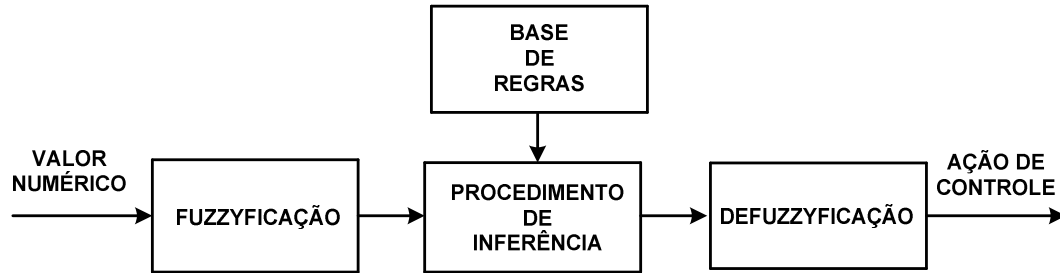 BASE
DE
REGRAS
VALOR
NUMÉRICO
FUZZYFICAÇÃO
PROCEDIMENTO
DE
INFERÊNCIA
DEFUZZYFICAÇÃO
AÇÃO DE
CONTROLE